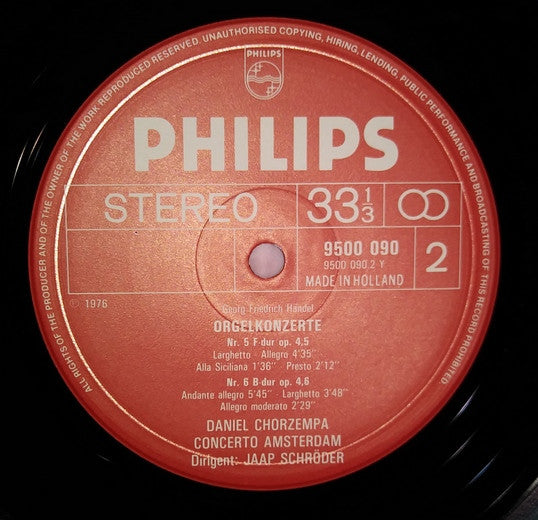 ALL RIGHTS OF THE PRODUCER AND OF THE OWNER OF THE WORK REPRODUCED RESERVED. UNAUTHORISED COPYING, HIRING, LENDING, PUBLIC PERFORMANCE AND BROADCASTING OF THIS RECORD PROHIBITED
PHILIPS
PHILIPS
STEREO 33 1/3
9500 090
9500 090 2 Y
MADE IN HOLLAND
2
℗ 1976
Georg Friedrich Händel
ORGELKONZERTE
Nr. 5 F-dur op. 4,5
Larghetto · Allegro 4'35"
Alla Siciliana 1'36" Presto 2'12"
Nr. 6 B-dur op. 4,6
Andante allegro 5'45" · Larghetto 3'48"
Allegro moderato 2'29"
DANIEL CHORZEMPA
CONCERTO AMSTERDAM
Dirigent: JAAP SCHRÖDER